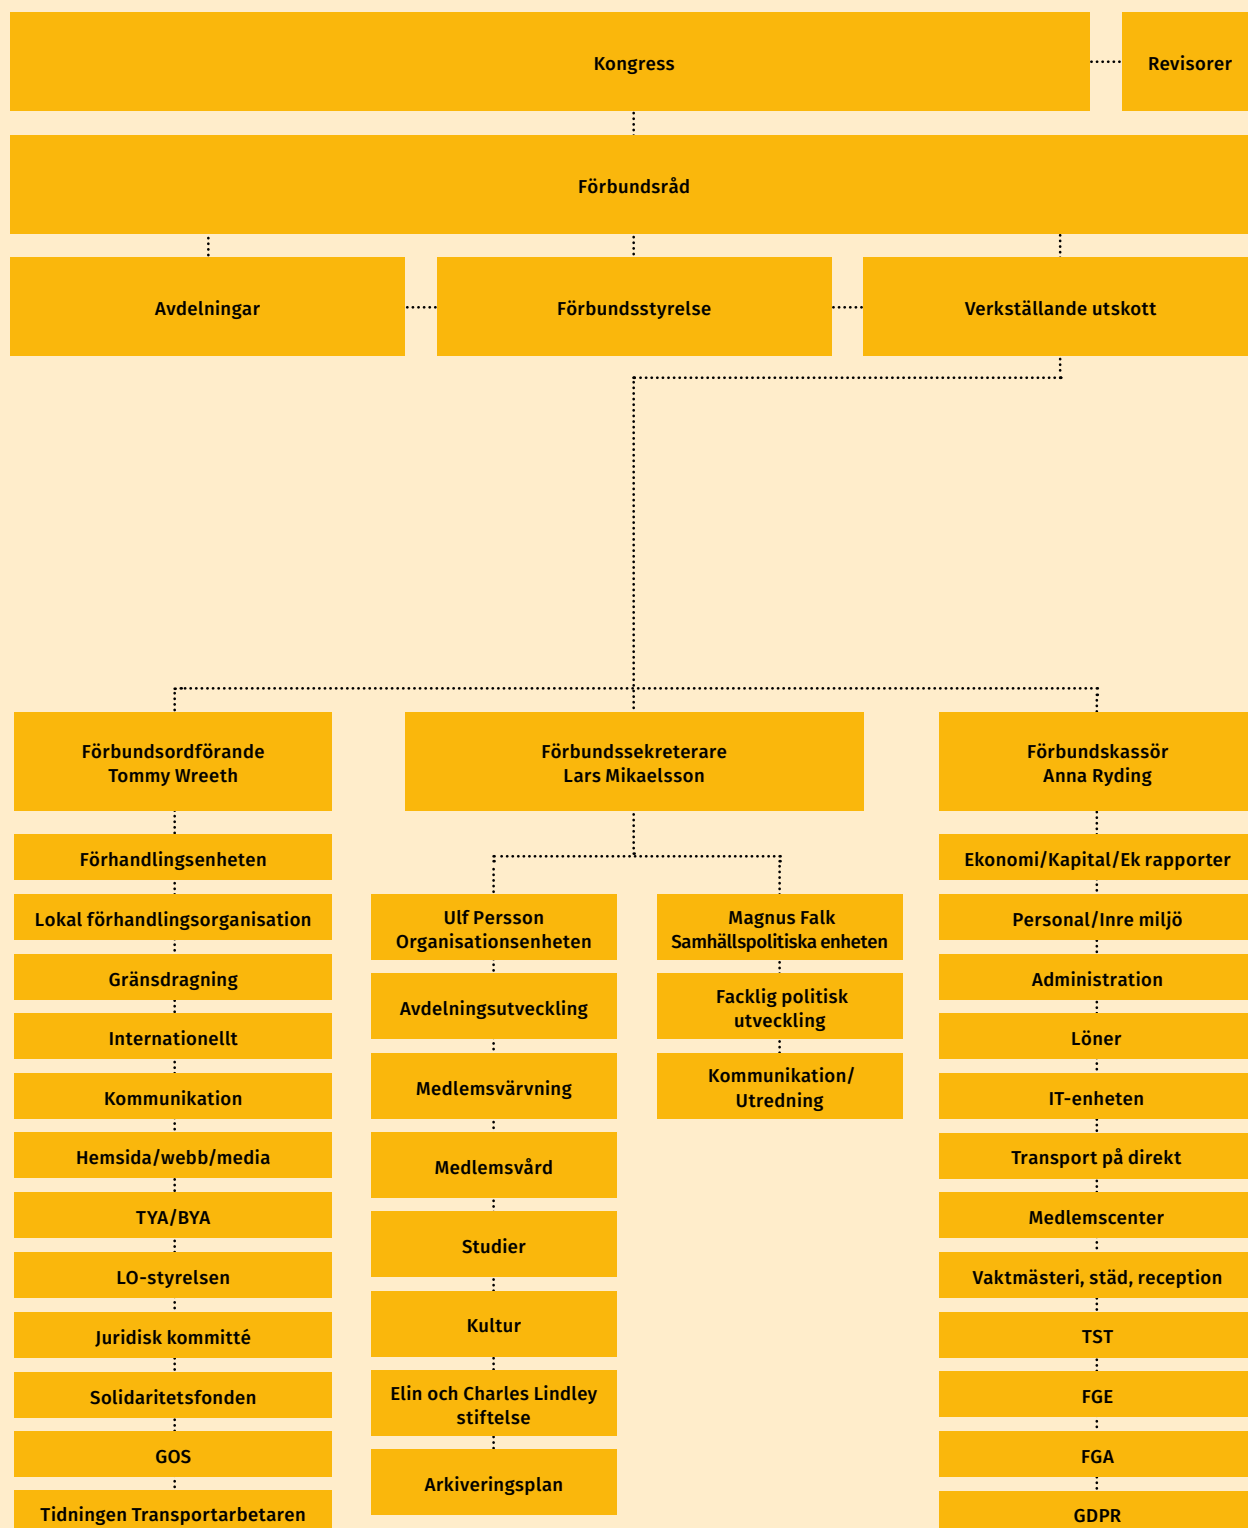 Kongress
Revisorer
Förbundsråd
Avdelningar
Förbundsstyrelse
Verkställande utskott
Förbundsordförande
Tommy Wreeth
Förhandlingsenheten
Lokal förhandlingsorganisation
Gränsdragning
Internationellt
Kommunikation
Hemsida/webb/media
TYA/BYA
LO-styrelsen
Juridisk kommitté
Solidaritetsfonden
GOS
Tidningen Transportarbetaren
Förbundssekreterare
Lars Mikaelsson
Ulf Persson
Organisationsenheten
Avdelningsutveckling
Medlemsvärvning
Medlemsvård
Studier
Kultur
Elin och Charles Lindley
stiftelse
Arkiveringsplan
Magnus Falk
Samhällspolitiska enheten
Facklig politisk
utveckling
Kommunikation/
Utredning
Förbundskassör
Anna Ryding
Ekonomi/Kapital/Ek rapporter
Personal/Inre miljö
Administration
Löner
IT-enheten
Transport på direkt
Medlemscenter
Vaktmästeri, städ, reception
TST
FGE
FGA
GDPR